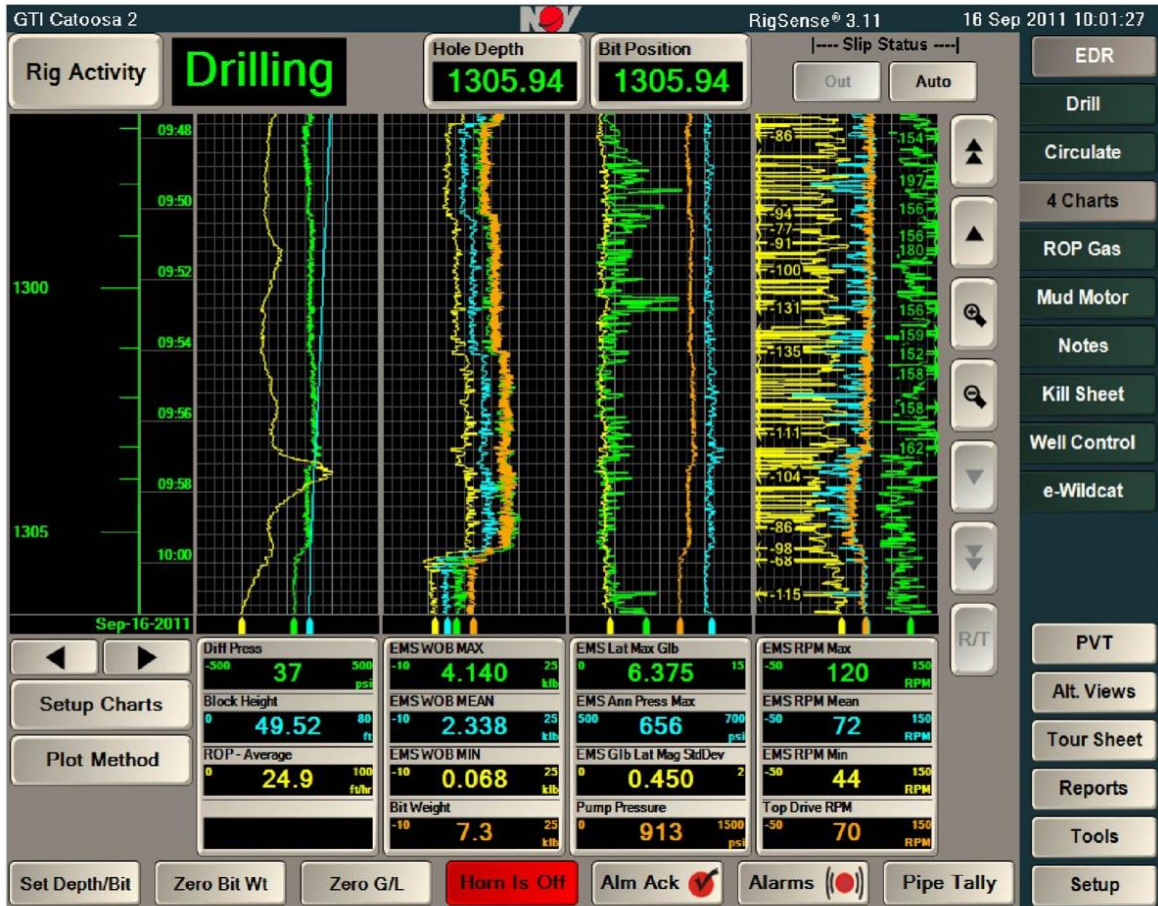 GTI Catoosa 2
NOV
RigSense® 3.11
16 Sep 2011 10:01:27
Rig Activity
Drilling
Hole Depth
1305.94
Bit Position
1305.94
|---- Slip Status ----|
Out
Auto
EDR
Drill
Circulate
4 Charts
ROP Gas
Mud Motor
Notes
Kill Sheet
Well Control
e-Wildcat
09:48
09:50
09:52
1300
09:54
09:56
09:58
1305
10:00
Sep-16-2011
-86
-94
-77
-91
-100
-131
-135
-111
-104
-86
-98
-68
-115
154
197
156
156
180
156
159
152
158
158
162
R/T
Setup Charts
Plot Method
Diff Press
-500 37 500
psi
Block Height
0 49.52 80
ft
ROP - Average
0 24.9 100
ft/hr
EMS WOB MAX
-10 4.140 25
klb
EMS WOB MEAN
-10 2.338 25
klb
EMS WOB MIN
-10 0.068 25
klb
Bit Weight
-10 7.3 25
klb
EMS Lat Max Glb
0 6.375 15
EMS Ann Press Max
500 656 700
psi
EMS Glb Lat Mag StdDev
0 0.450 2
Pump Pressure
0 913 1500
psi
EMS RPM Max
-50 120 150
RPM
EMS RPM Mean
-50 72 150
RPM
EMS RPM Min
-50 44 150
RPM
Top Drive RPM
-50 70 150
RPM
PVT
Alt. Views
Tour Sheet
Reports
Tools
Setup
Set Depth/Bit
Zero Bit Wt
Zero G/L
Horn Is Off
Alm Ack
Alarms
Pipe Tally